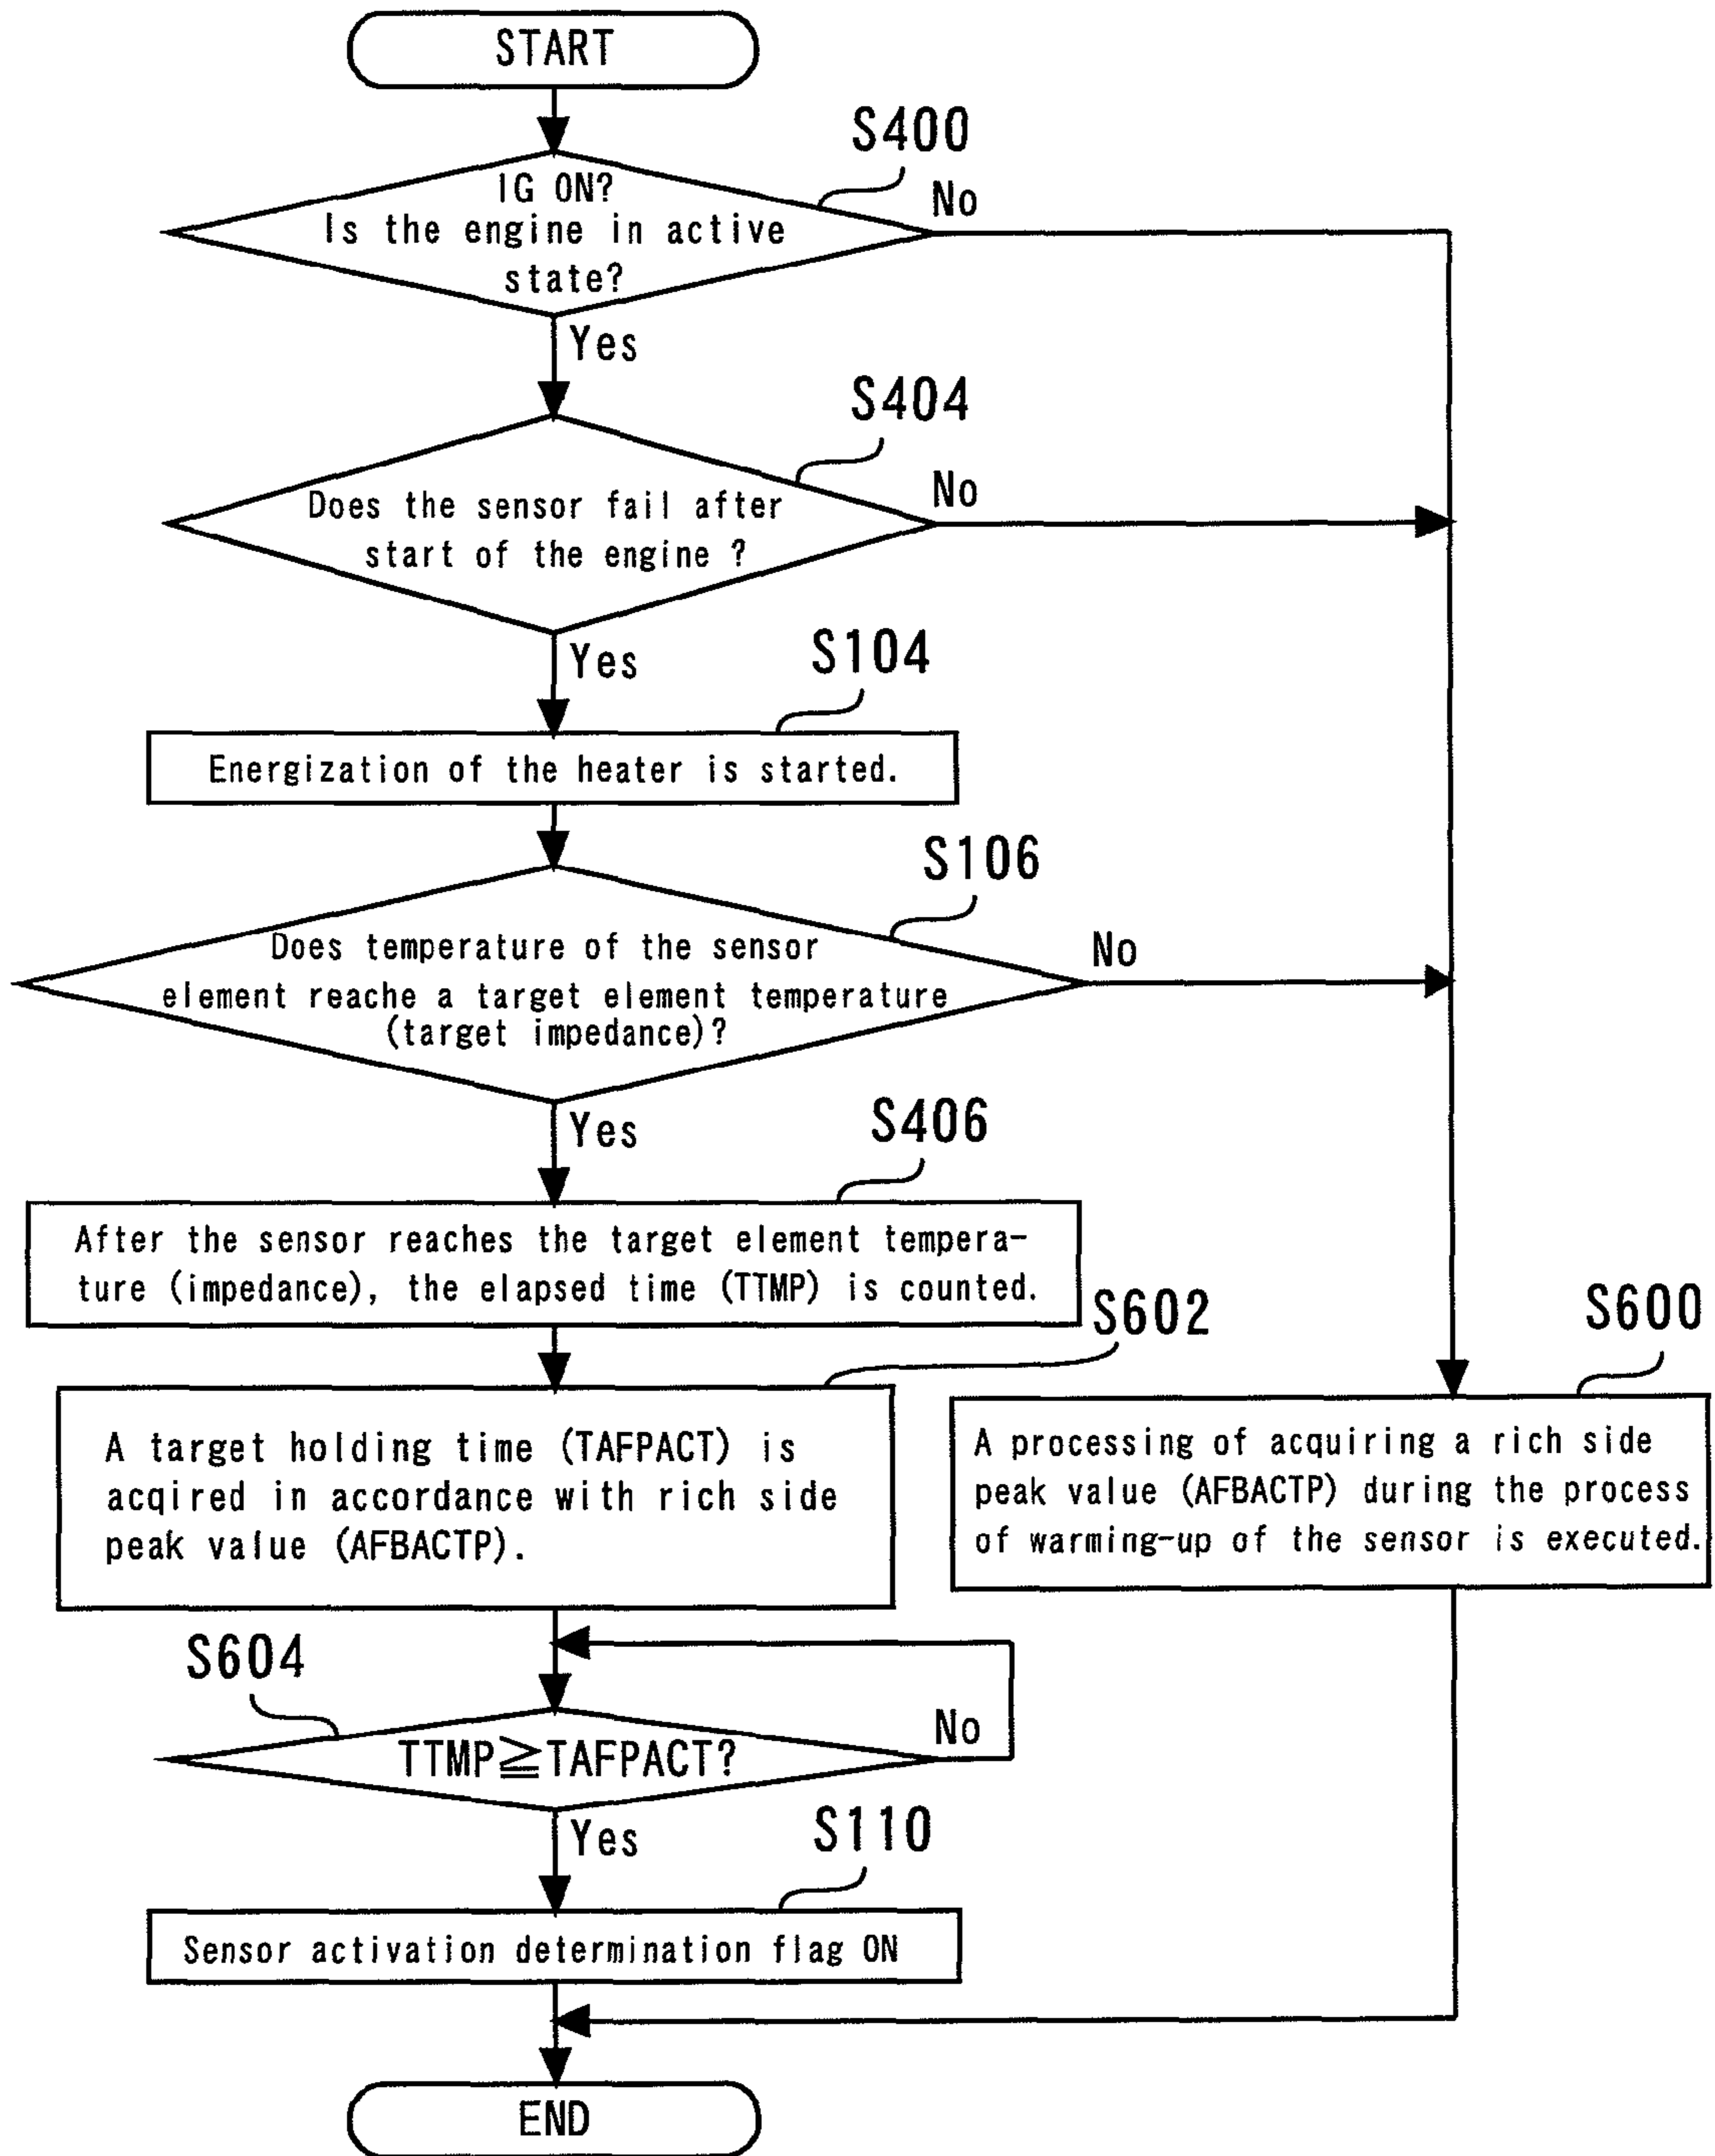 START
S400
IG ON?
Is the engine in active
state?
No
Yes
S404
Does the sensor fail after
start of the engine ?
No
Yes
S104
Energization of the heater is started.
S106
Does temperature of the sensor
element reache a target element temperature
(target impedance)?
No
Yes
S406
After the sensor reaches the target element tempera-
ture (impedance), the elapsed time (TTMP) is counted.
S602
A target holding time (TAFPACT) is
acqired in accordance with rich side
peak value (AFBACTP).
S600
A processing of acquiring a rich side
peak value (AFBACTP) during the process
of warming-up of the sensor is executed.
S604
TTMP≧TAFPACT?
No
Yes
S110
Sensor activation determination flag ON
END